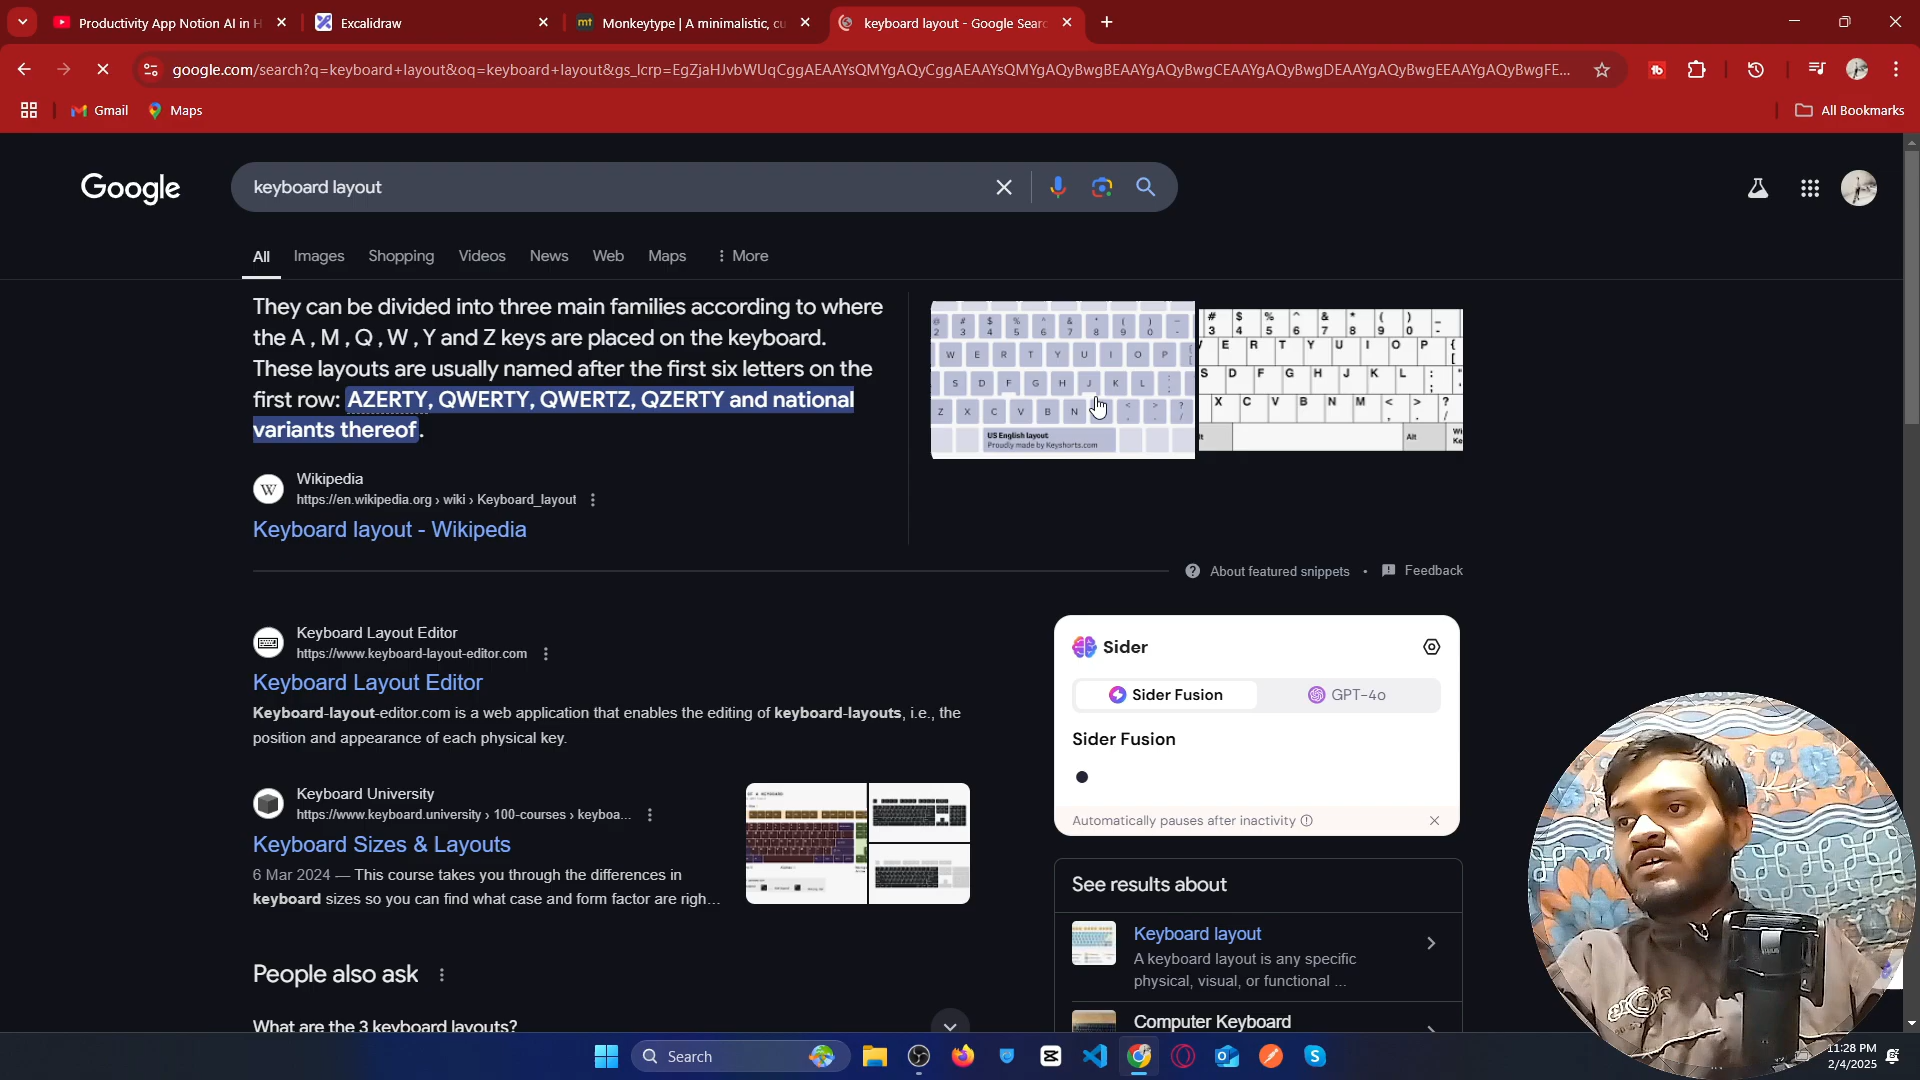 Productivity App Notion AI in H
Excalidraw
mt
Monkeytype | A minimalistic, cu
keyboard layout - Google Searc
google.com/search?q=keyboard+layout&oq=keyboard+layout&gs_lcrp=EgZjaHJvbWUqCggAEAAYsQMYgAQyCggAEAAYsQMYgAQyBwgBEAAYgAQyBwgCEAAYgAQyBwgDEAAYgAQyBwgEEAAYgAQyBwgFE...
Gmail
Maps
All Bookmarks
Google
keyboard layout
All
Images
Shopping
Videos
News
Web
Maps
More
They can be divided into three main families according to where
the A , M , Q , W , Y and Z keys are placed on the keyboard.
These layouts are usually named after the first six letters on the
first row: AZERTY, QWERTY, QWERTZ, QZERTY and national
variants thereof.
US English layout
Proudly made by Keyshorts.com
Alt
W
Wikipedia
https://en.wikipedia.org › wiki › Keyboard_layout
Keyboard layout - Wikipedia
About featured snippets • Feedback
Keyboard Layout Editor
https://www.keyboard-layout-editor.com
Keyboard Layout Editor
Keyboard-layout-editor.com is a web application that enables the editing of keyboard-layouts, i.e., the
position and appearance of each physical key.
Keyboard University
https://www.keyboard.university › 100-courses › keyboa...
Keyboard Sizes & Layouts
6 Mar 2024 — This course takes you through the differences in
keyboard sizes so you can find what case and form factor are righ...
People also ask
What are the 3 keyboard layouts?
Sider
Sider Fusion
GPT-4o
Sider Fusion
Automatically pauses after inactivity
See results about
Keyboard layout
A keyboard layout is any specific
physical, visual, or functional ...
Computer Keyboard
Search
11:28 PM
2/4/2025